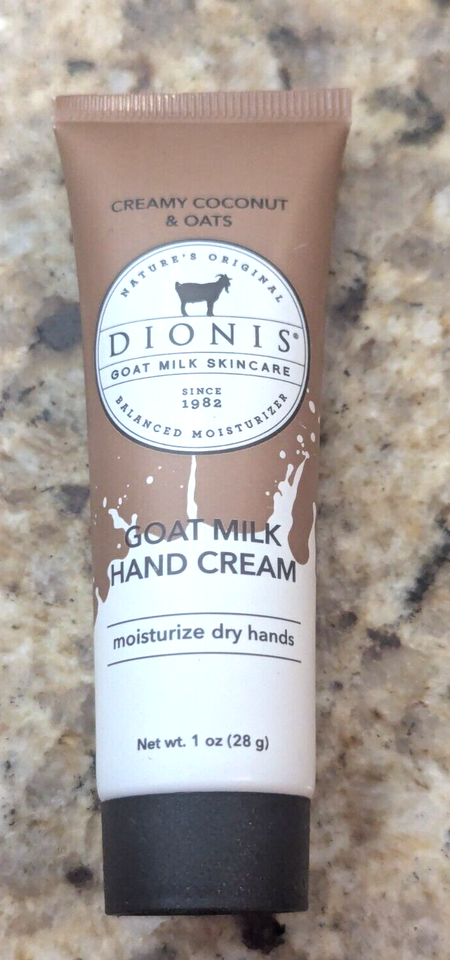 CREAMY COCONUT
& OATS
NATURE'S ORIGINAL
DIONIS®
GOAT MILK SKINCARE
SINCE
1982
BALANCED MOISTURIZER
GOAT MILK
HAND CREAM
moisturize dry hands
Net wt. 1 oz (28 g)